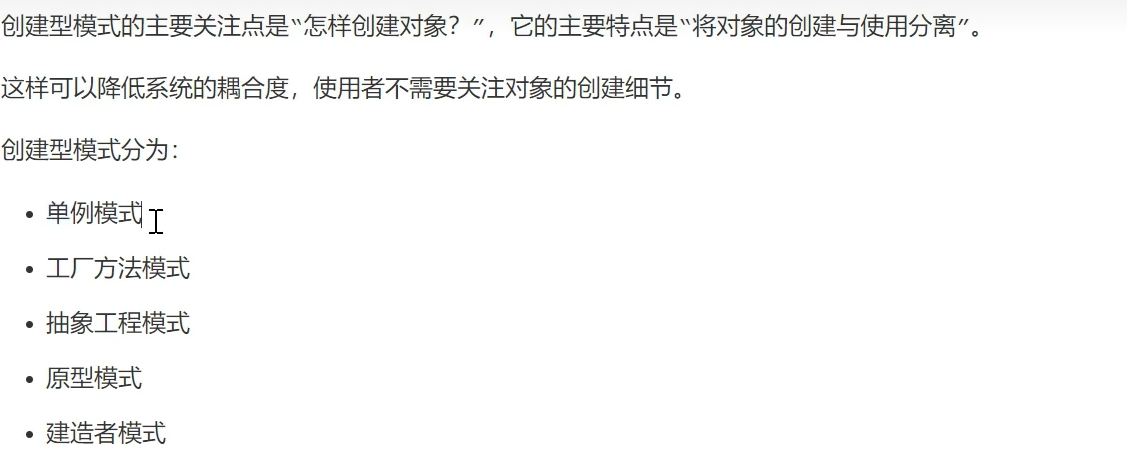 创建型模式的主要关注点是“怎样创建对象？”，它的主要特点是“将对象的创建与使用分离”。
这样可以降低系统的耦合度，使用者不需要关注对象的创建细节。
创建型模式分为：
• 单例模式
• 工厂方法模式
• 抽象工程模式
• 原型模式
• 建造者模式